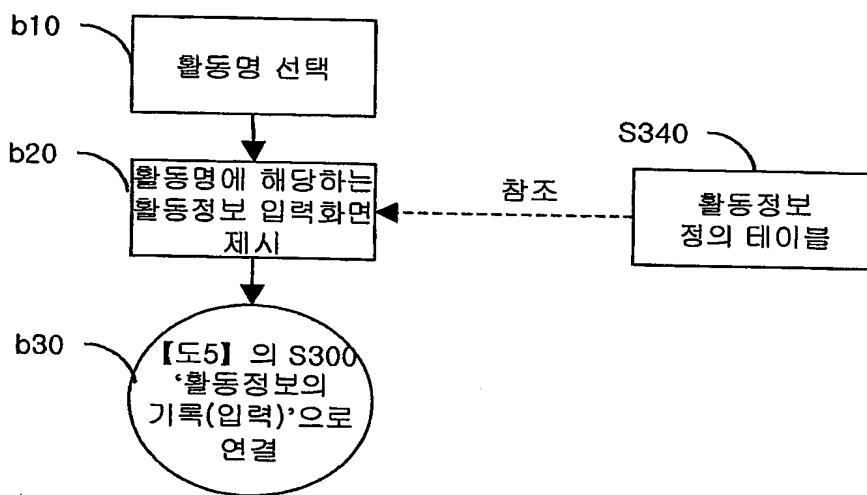 b10
활동명 선택
b20
활동명에 해당하는
활동정보 입력화면
제시
참조
S340
활동정보
정의 테이블
b30
【도5】의 S300
‘활동정보의
기록(입력)’으로
연결